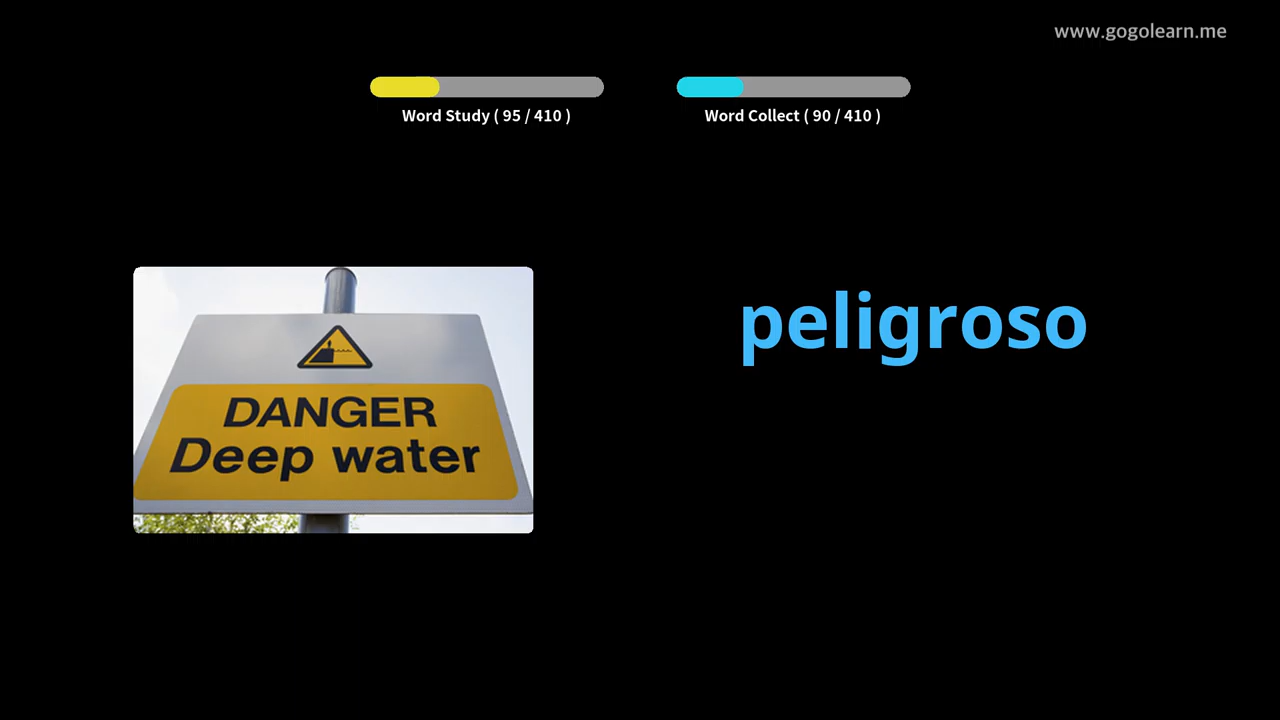 www.gogolearn.me
Word Study ( 95 / 410 )
Word Collect ( 90 / 410 )
DANGER
Deep water
peligroso